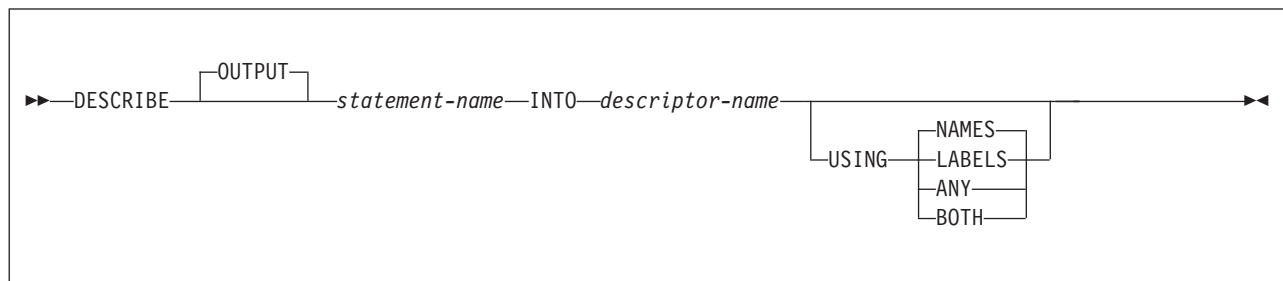 OUTPUT
DESCRIBE statement-name INTO descriptor-name
NAMES
USING LABELS
ANY
BOTH